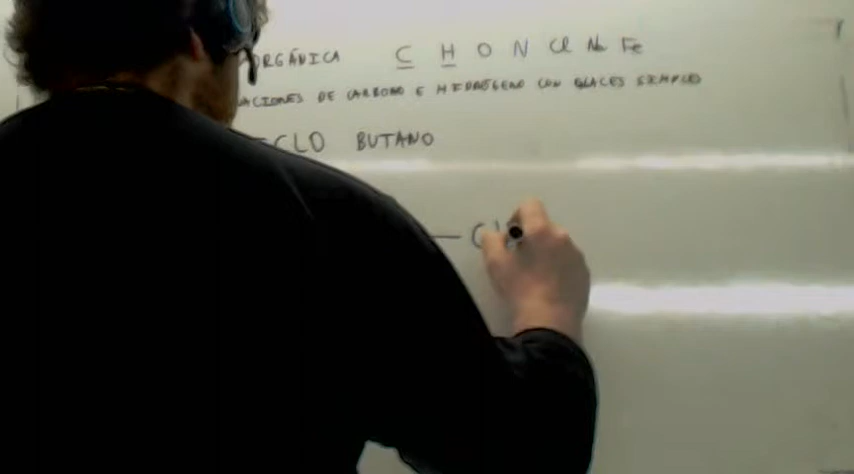 ORGÁNICA C H O N Cl Na Fe
ACIONES DE CARBONO E HIDRÓGENO CON ENLACES SIMPLES
CLO BUTANO
— C